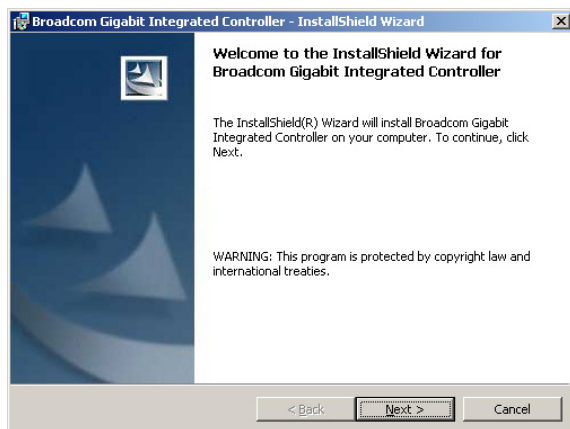 Broadcom Gigabit Integrated Controller - InstallShield Wizard
Welcome to the InstallShield Wizard for
Broadcom Gigabit Integrated Controller
The InstallShield(R) Wizard will install Broadcom Gigabit
Integrated Controller on your computer. To continue, click
Next.
WARNING: This program is protected by copyright law and
international treaties.
< Back
Next >
Cancel